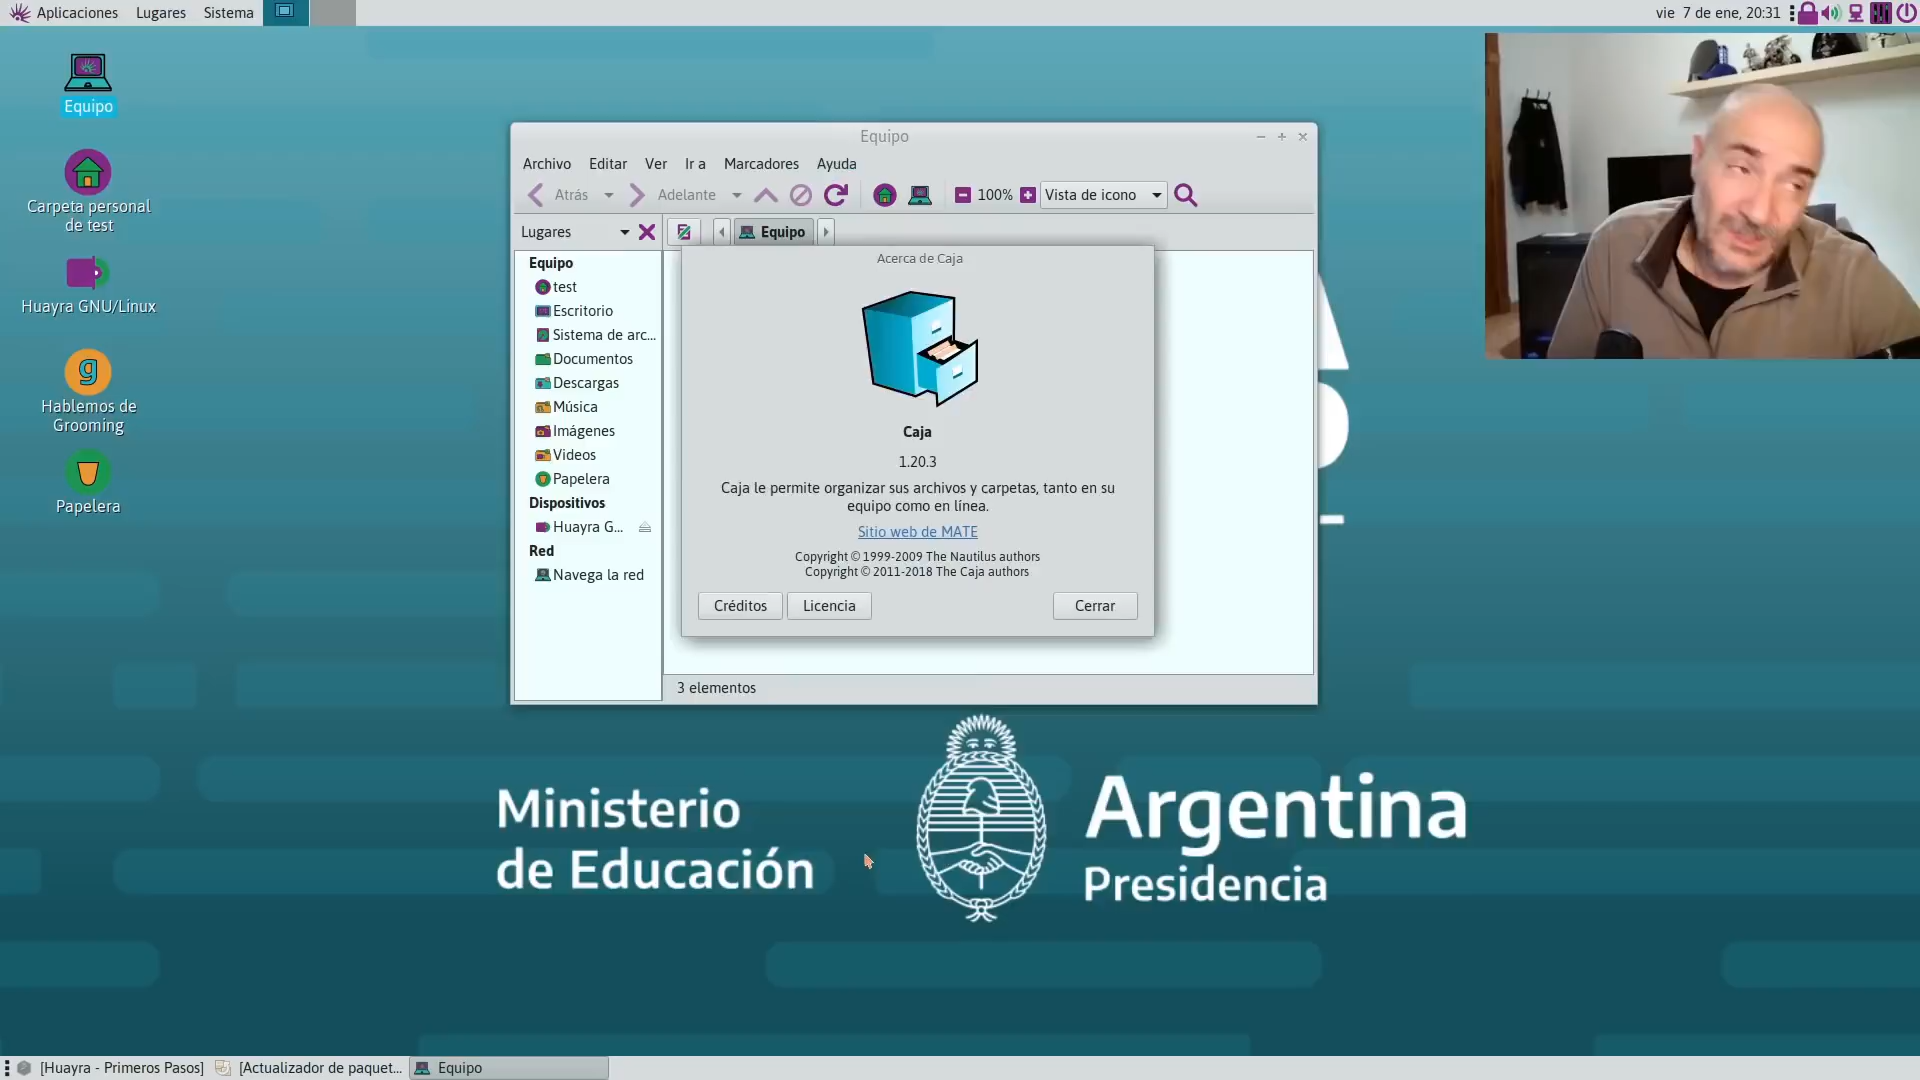 Aplicaciones Lugares Sistema
vie 7 de ene, 20:31
Equipo
Carpeta personal
de test
Huayra GNU/Linux
g
Hablemos de
Grooming
Papelera
Equipo
Archivo Editar Ver Ir a Marcadores Ayuda
Atrás Adelante 100% Vista de icono
Lugares
Equipo
Equipo
test
Escritorio
Sistema de arc...
Documentos
Descargas
Música
Imágenes
Videos
Papelera
Dispositivos
Huayra G...
Red
Navega la red
Acerca de Caja
Caja
1.20.3
Caja le permite organizar sus archivos y carpetas, tanto en su
equipo como en línea.
Sitio web de MATE
Copyright © 1999-2009 The Nautilus authors
Copyright © 2011-2018 The Caja authors
Créditos Licencia Cerrar
3 elementos
Ministerio
de Educación
Argentina
Presidencia
[Huayra - Primeros Pasos] [Actualizador de paquet... Equipo